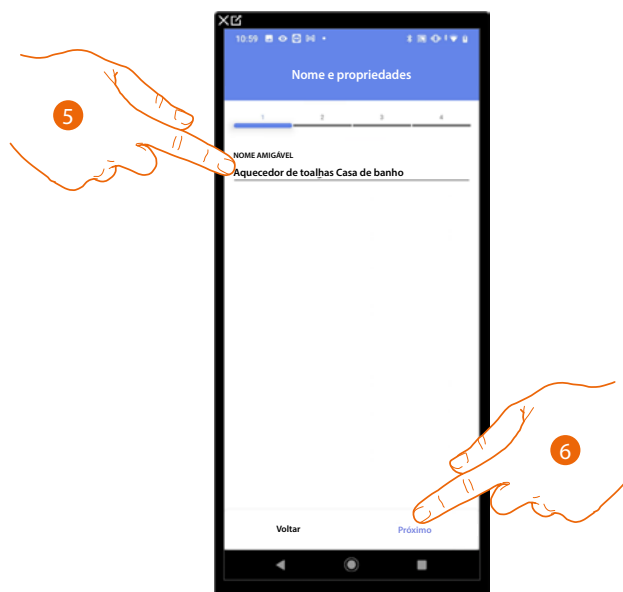 10:59
Nome e propriedades
1 2 3 4
NOME AMIGÁVEL
Aquecedor de toalhas Casa de banho
5
6
Voltar Próximo